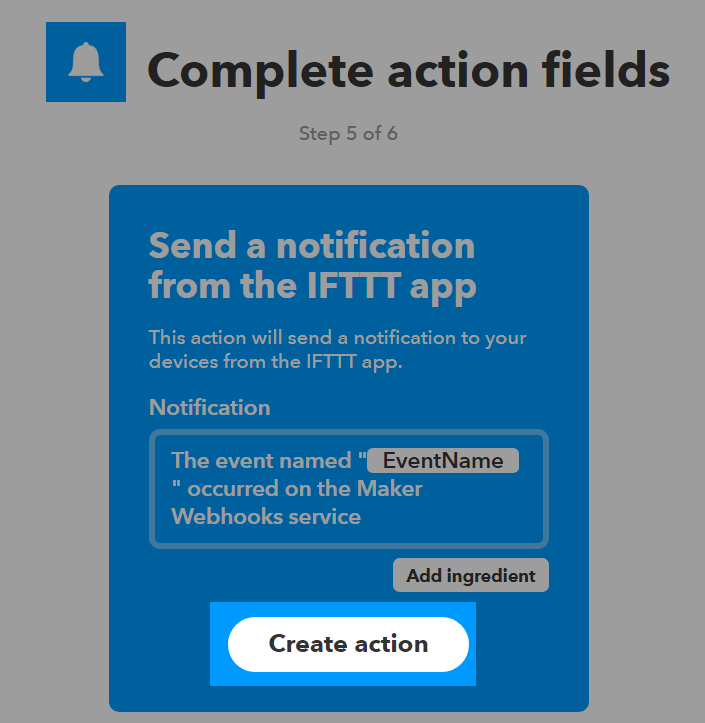 Complete action fields
Step 5 of 6
Send a notification
from the IFTTT app
This action will send a notification to your
devices from the IFTTT app.
Notification
The event named "EventName
" occurred on the Maker
Webhooks service
Add ingredient
Create action